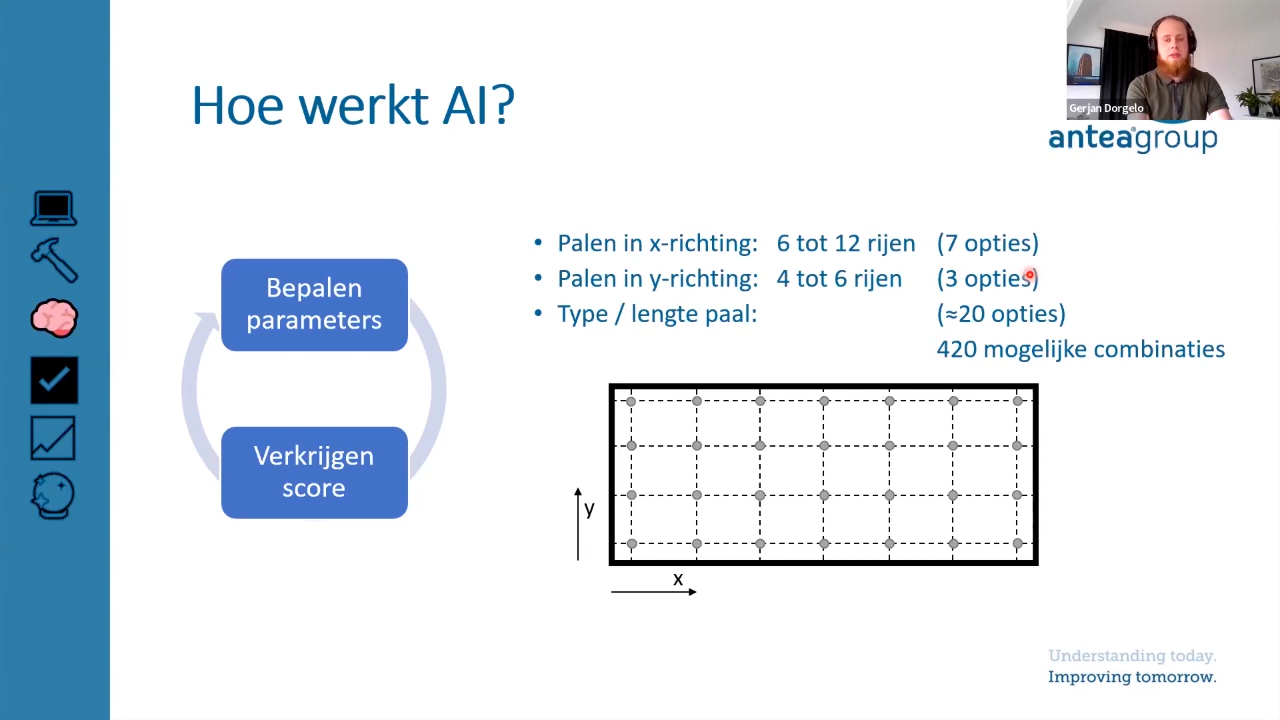 Hoe werkt AI?
Gerjan Dorgelo
anteagroup
Bepalen
parameters
Verkrijgen
score
• Palen in x-richting: 6 tot 12 rijen (7 opties)
• Palen in y-richting: 4 tot 6 rijen (3 opties)
• Type / lengte paal: (≈20 opties)
420 mogelijke combinaties
y
x
Understanding today.
Improving tomorrow.